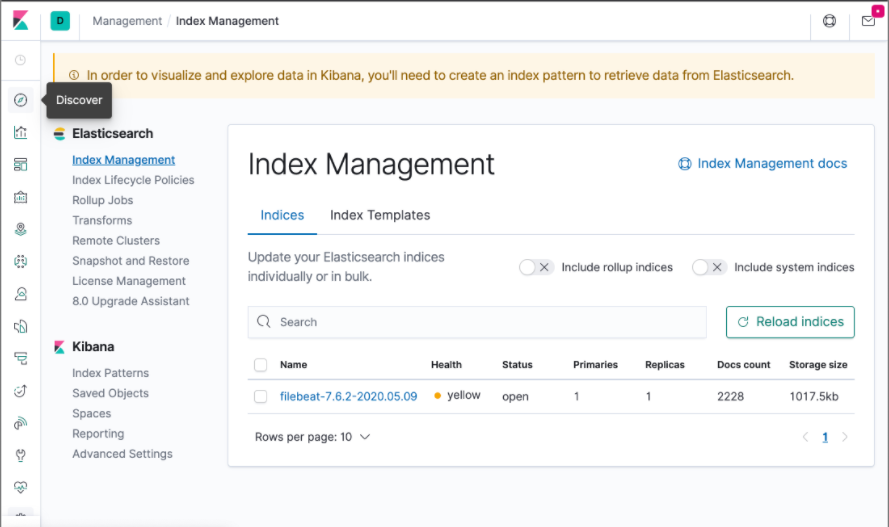 D
Management / Index Management
In order to visualize and explore data in Kibana, you'll need to create an index pattern to retrieve data from Elasticsearch.
Discover
Elasticsearch
Index Management
Index Lifecycle Policies
Rollup Jobs
Transforms
Remote Clusters
Snapshot and Restore
License Management
8.0 Upgrade Assistant
Kibana
Index Patterns
Saved Objects
Spaces
Reporting
Advanced Settings
Index Management
Index Management docs
Indices Index Templates
Update your Elasticsearch indices
individually or in bulk.
Include rollup indices
Include system indices
Search
Reload indices
Name Health Status Primaries Replicas Docs count Storage size
filebeat-7.6.2-2020.05.09 yellow open 1 1 2228 1017.5kb
Rows per page: 10
1